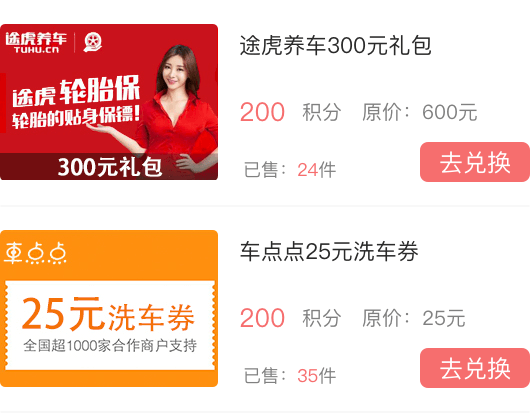 途虎养车
TUHU.CN
途虎轮胎保
轮胎的贴身保镖!
300元礼包
途虎养车300元礼包
200 积分 原价：600元
已售：24件
去兑换
車点点
25元洗车券
全国超1000家合作商户支持
车点点25元洗车券
200 积分 原价：25元
已售：35件
去兑换